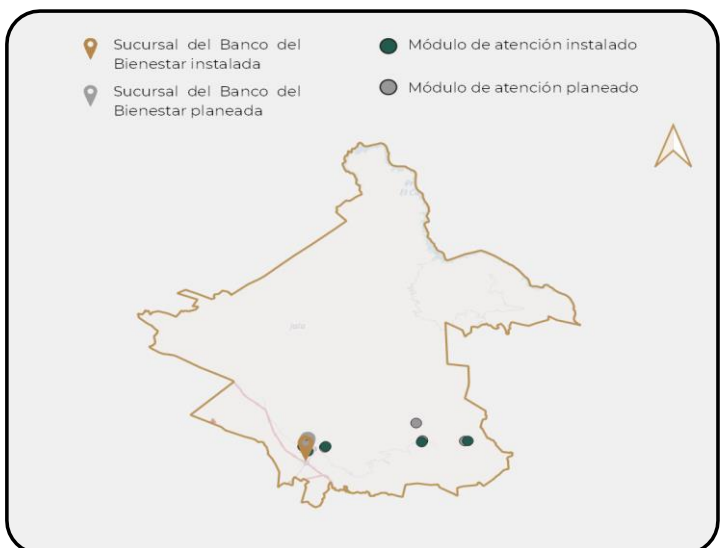 Sucursal del Banco del
Bienestar instalada
Sucursal del Banco del
Bienestar planeada
Módulo de atención instalado
Módulo de atención planeado
Jala